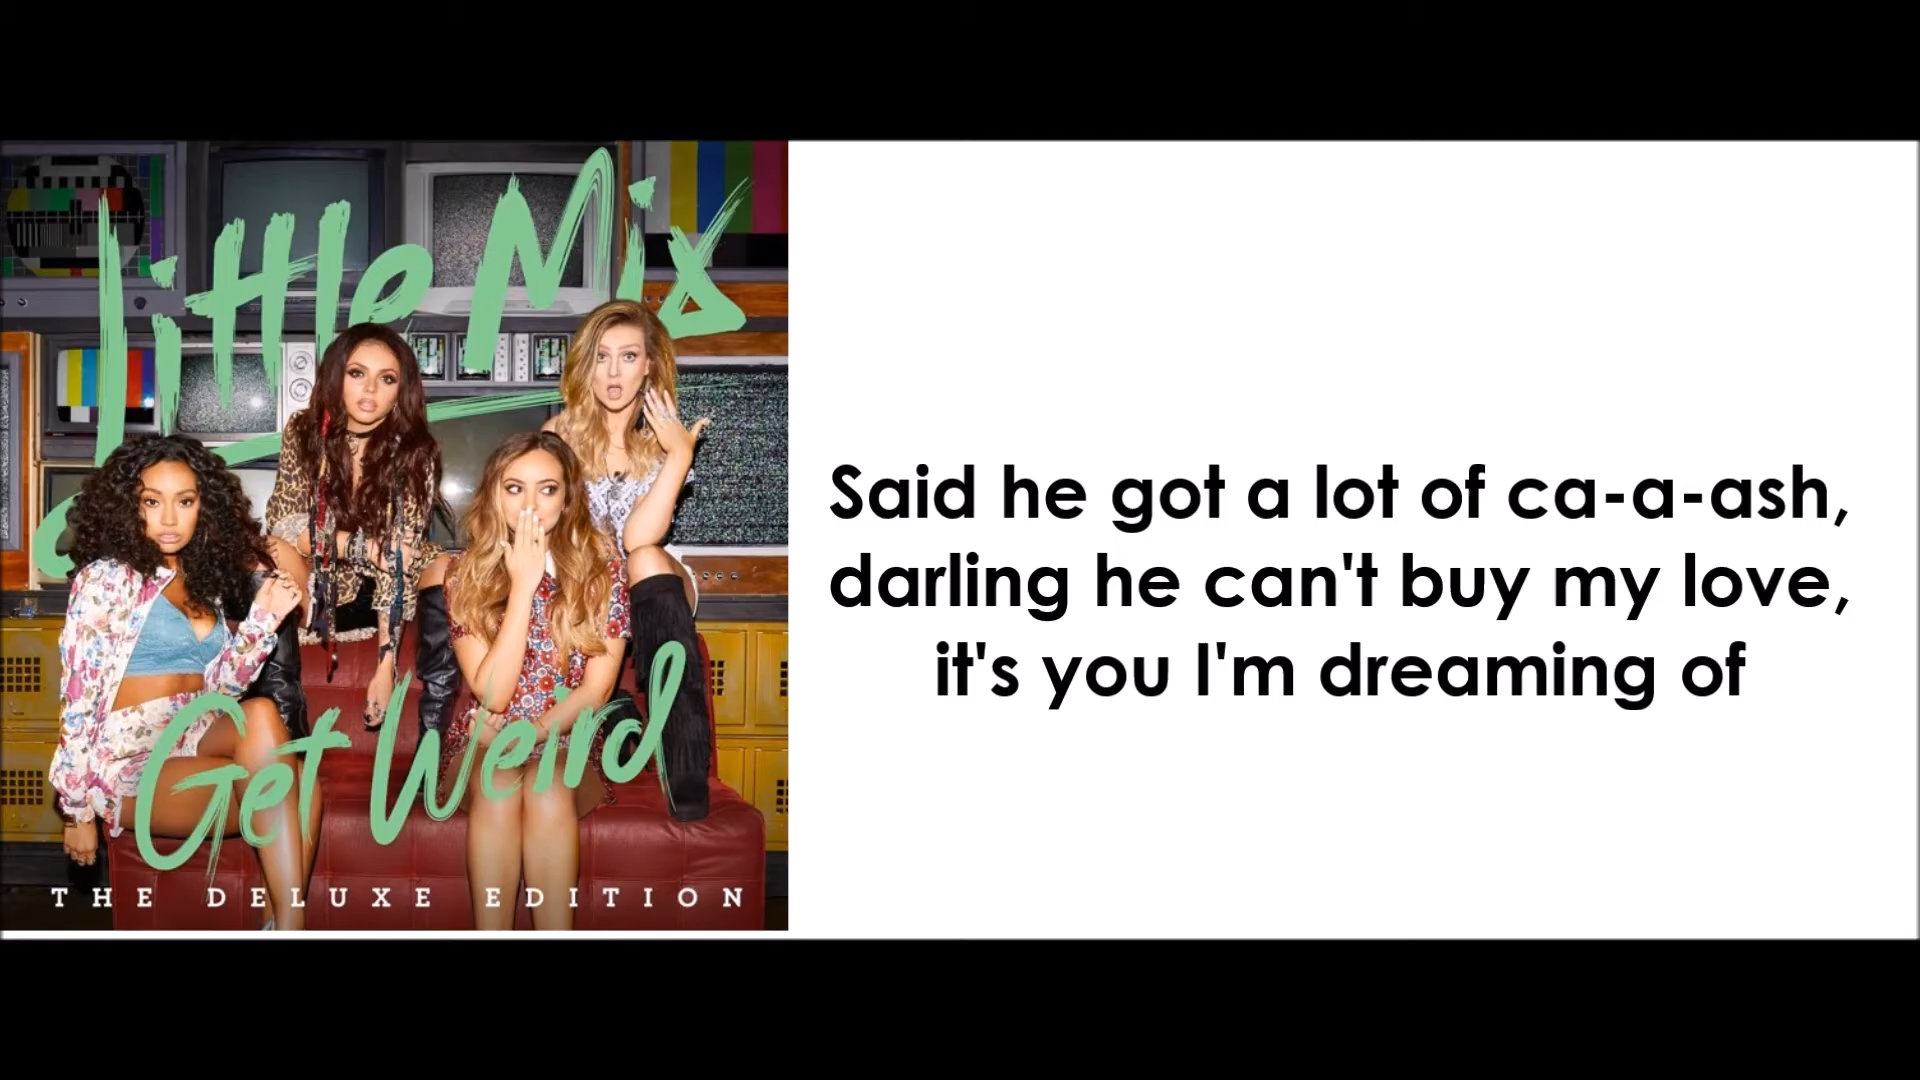 Little Mix
Get Weird
THE DELUXE EDITION
Said he got a lot of ca-a-ash,
darling he can't buy my love,
it's you I'm dreaming of